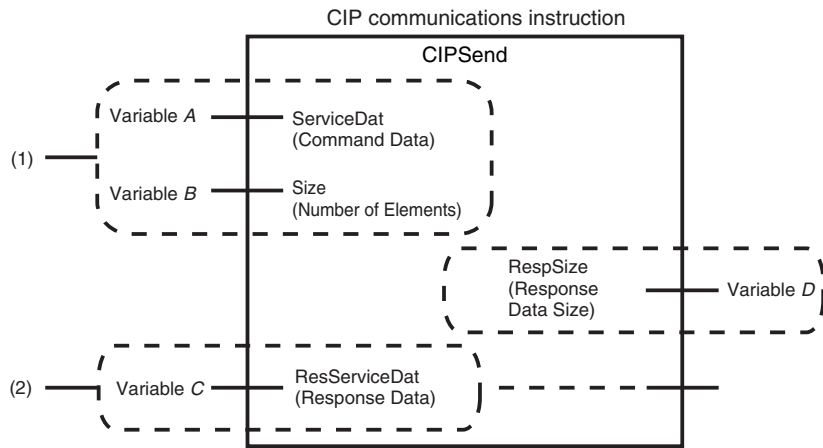 CIP communications instruction
CIPSend
Variable A
ServiceDat
(Command Data)
(1)
Variable B
Size
(Number of Elements)
RespSize
(Response
Data Size)
Variable D
(2)
Variable C
ResServiceDat
(Response Data)